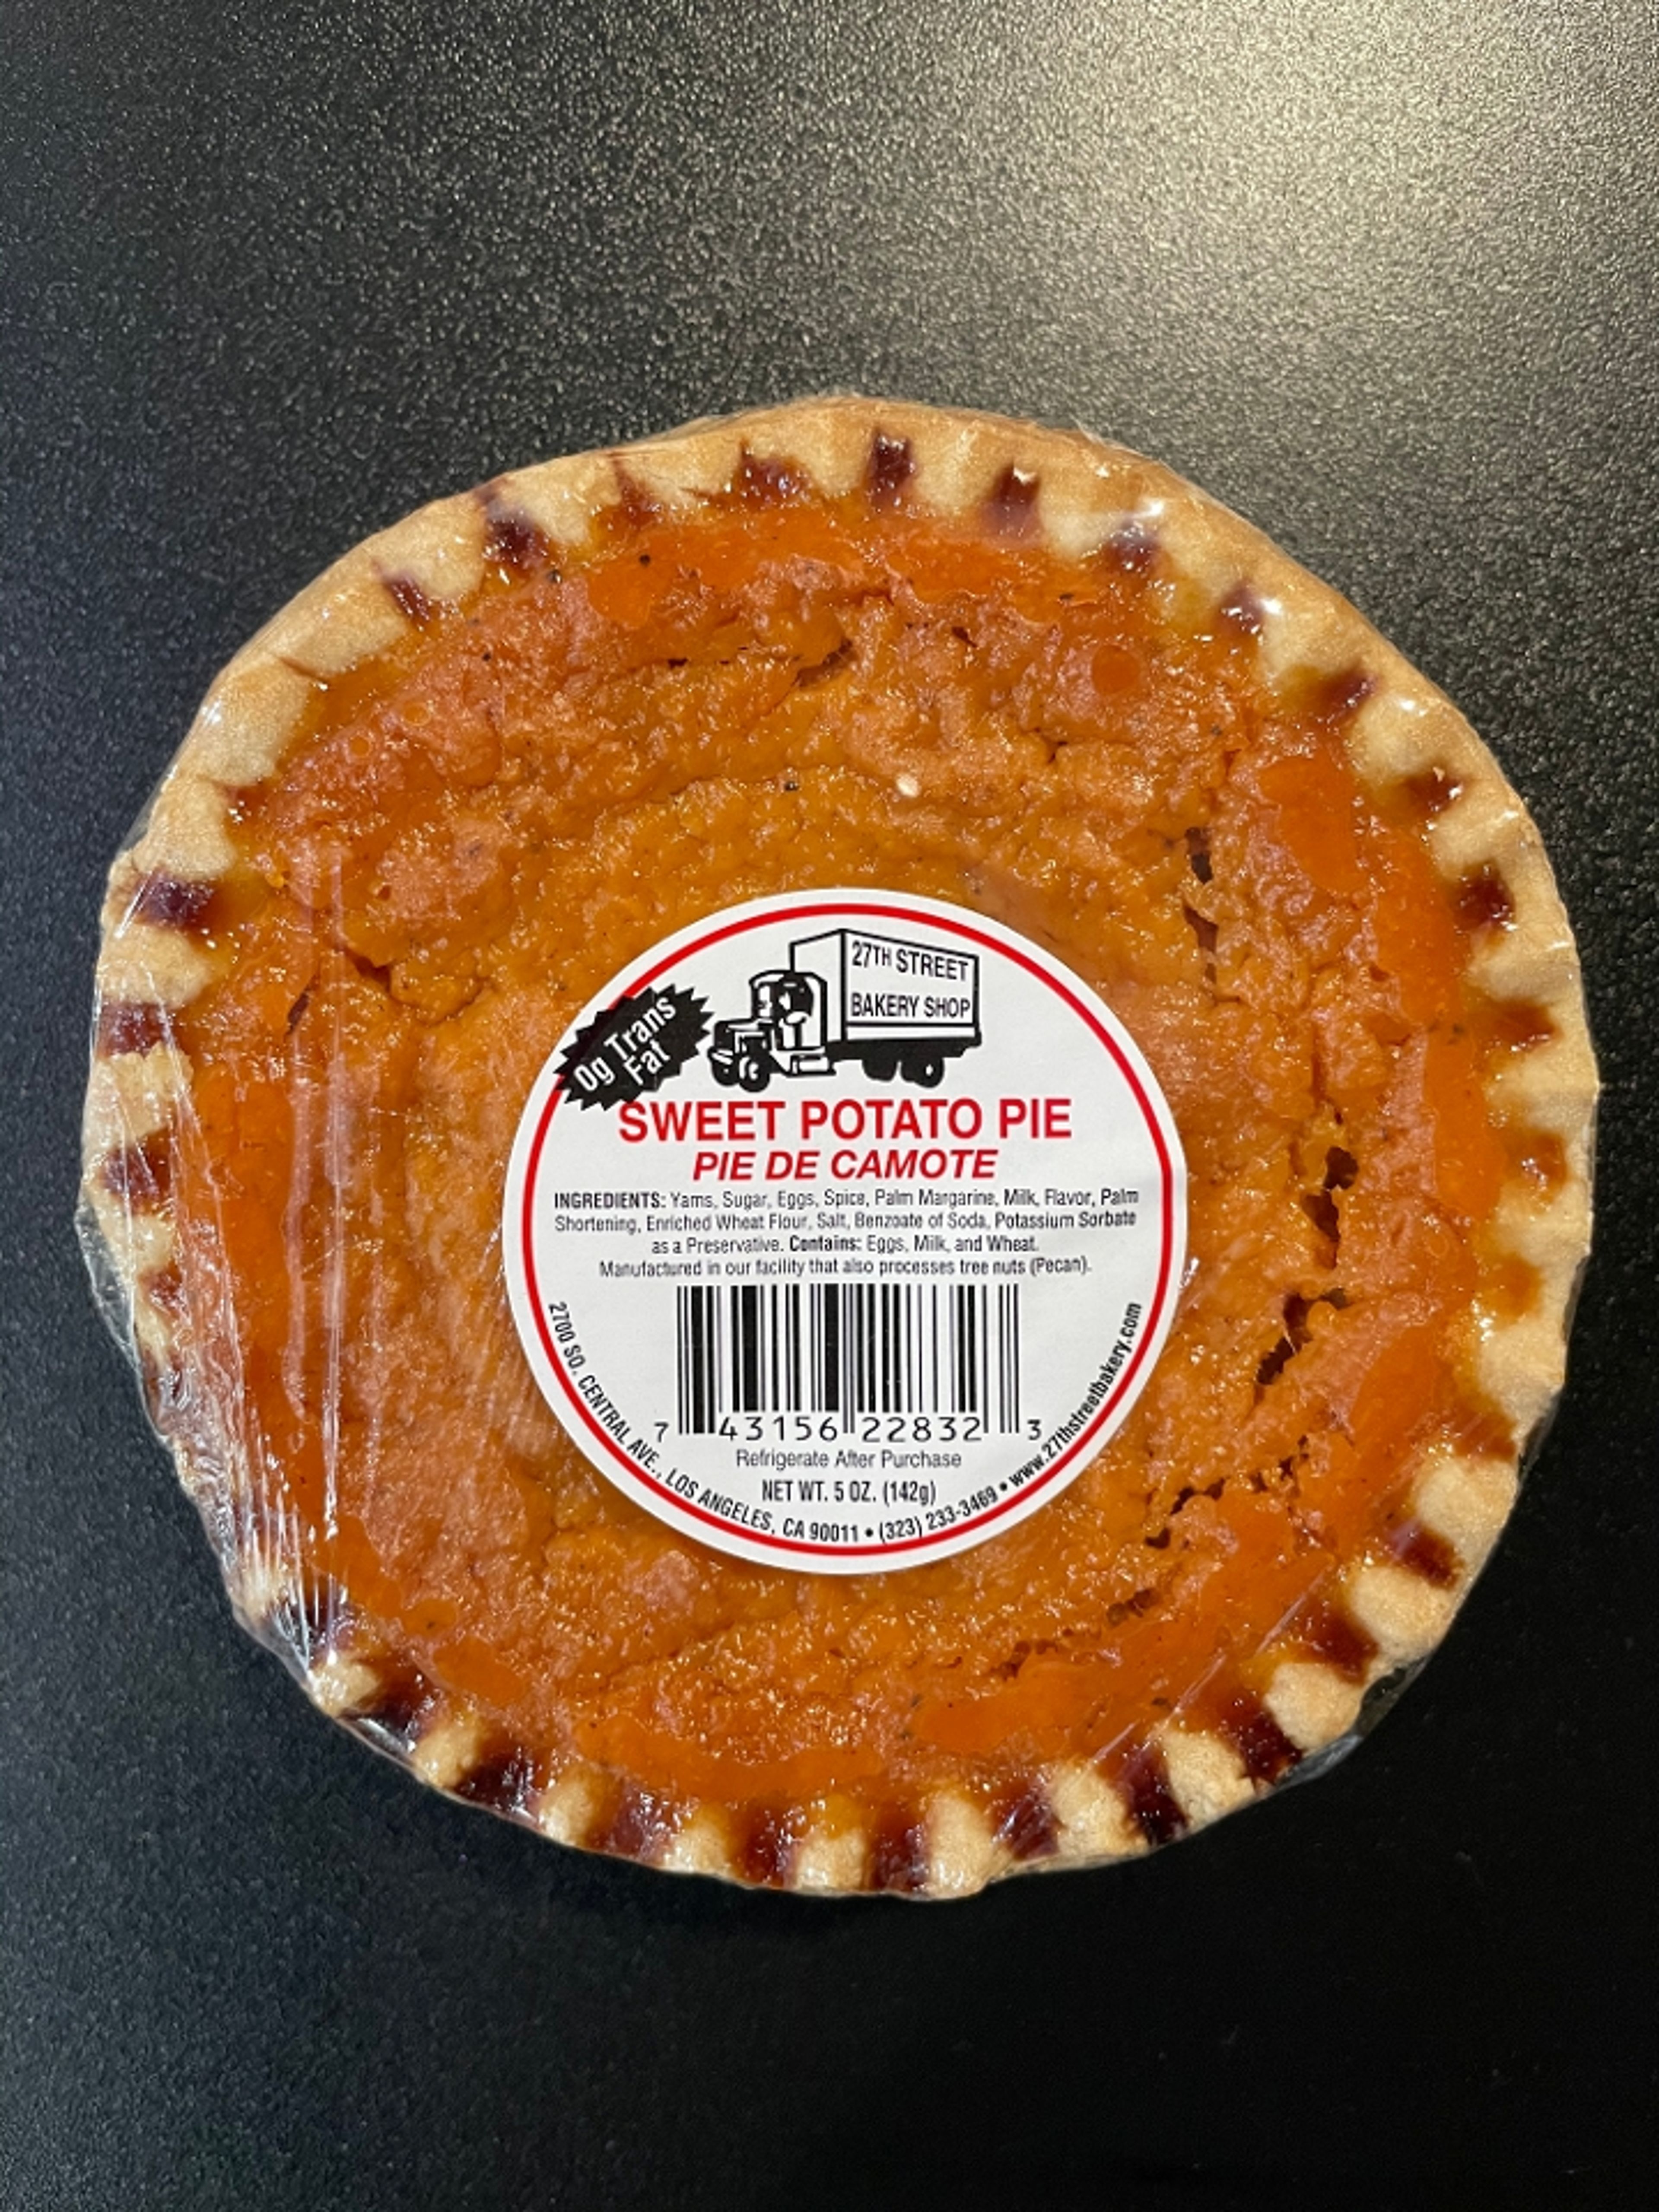 27TH STREET
BAKERY SHOP
0g Trans
Fat
SWEET POTATO PIE
PIE DE CAMOTE
INGREDIENTS: Yams, Sugar, Eggs, Spice, Palm Margarine, Milk, Flavor, Palm
Shortening, Enriched Wheat Flour, Salt, Benzoate of Soda, Potassium Sorbate
as a Preservative. Contains: Eggs, Milk, and Wheat.
Manufactured in our facility that also processes tree nuts (Pecan).
7 43156 22832 3
Refrigerate After Purchase
NET WT. 5 OZ. (142g)
2700 SO. CENTRAL AVE., LOS ANGELES, CA 90011 • (323) 233-3469 • www.27thstreetbakery.com